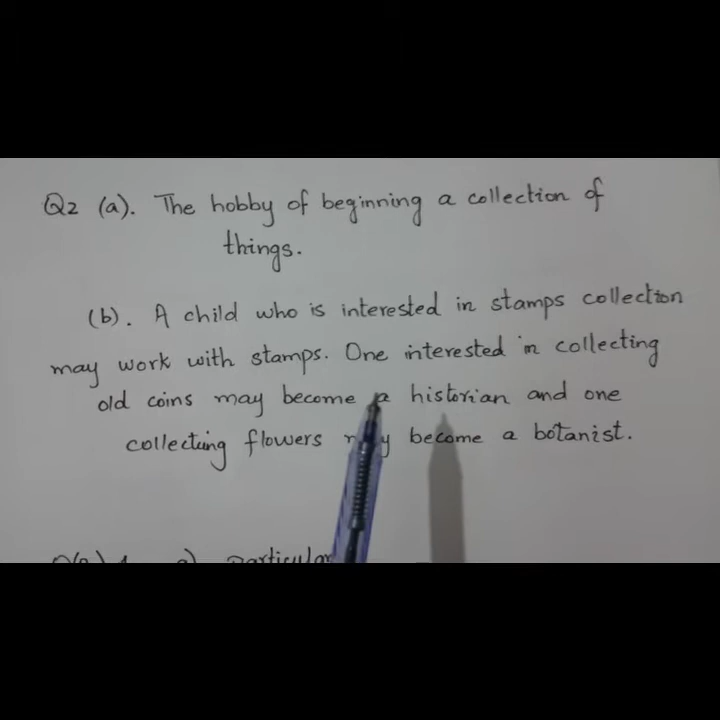 Q2 (a). The hobby of beginning a collection of
things.
(b). A child who is interested in stamps collection
may work with stamps. One interested in collecting
old coins may become a historian and one
collecting flowers become a botanist.
a) particular